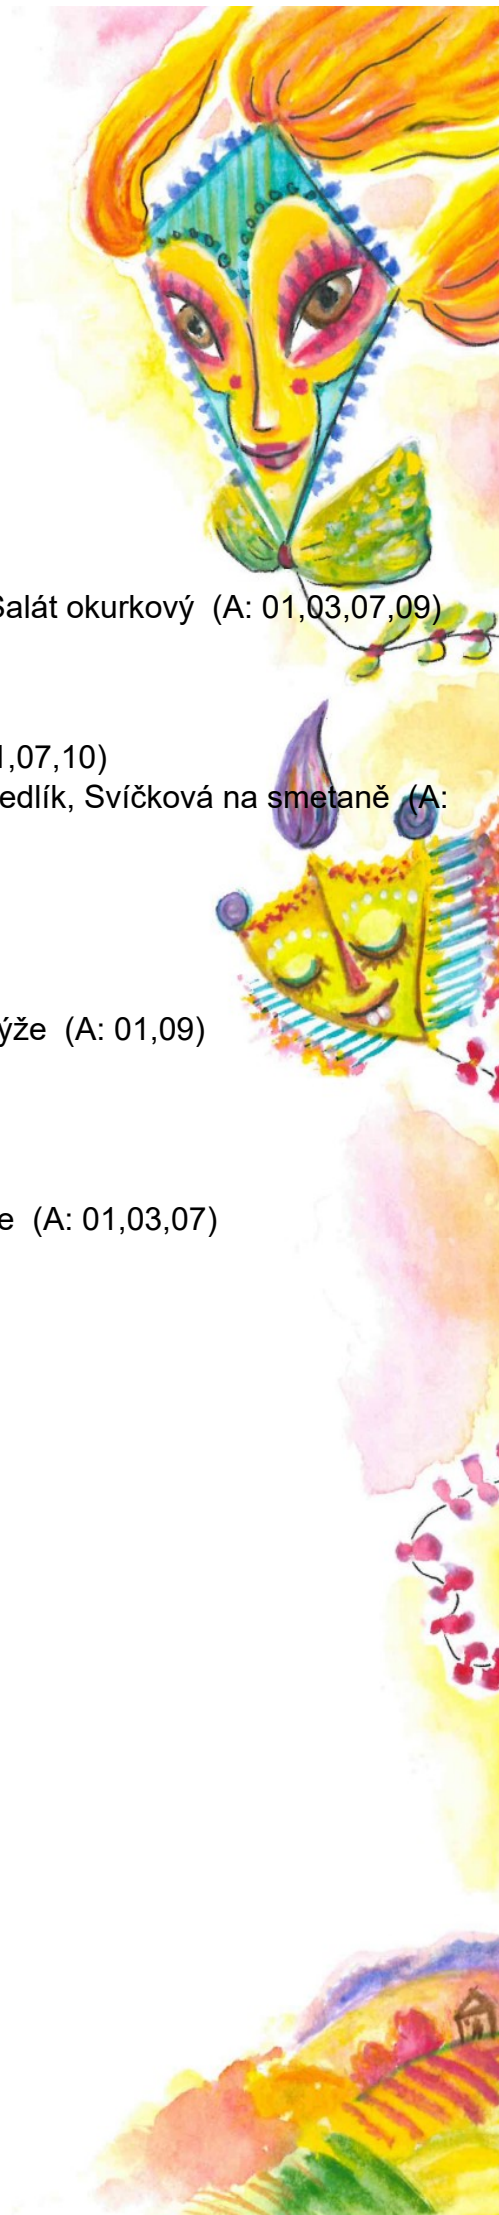 Salát okurkový (A: 01,03,07,09)
1,07,10)
edlík, Svíčková na smetaně (A:
ýže (A: 01,09)
e (A: 01,03,07)